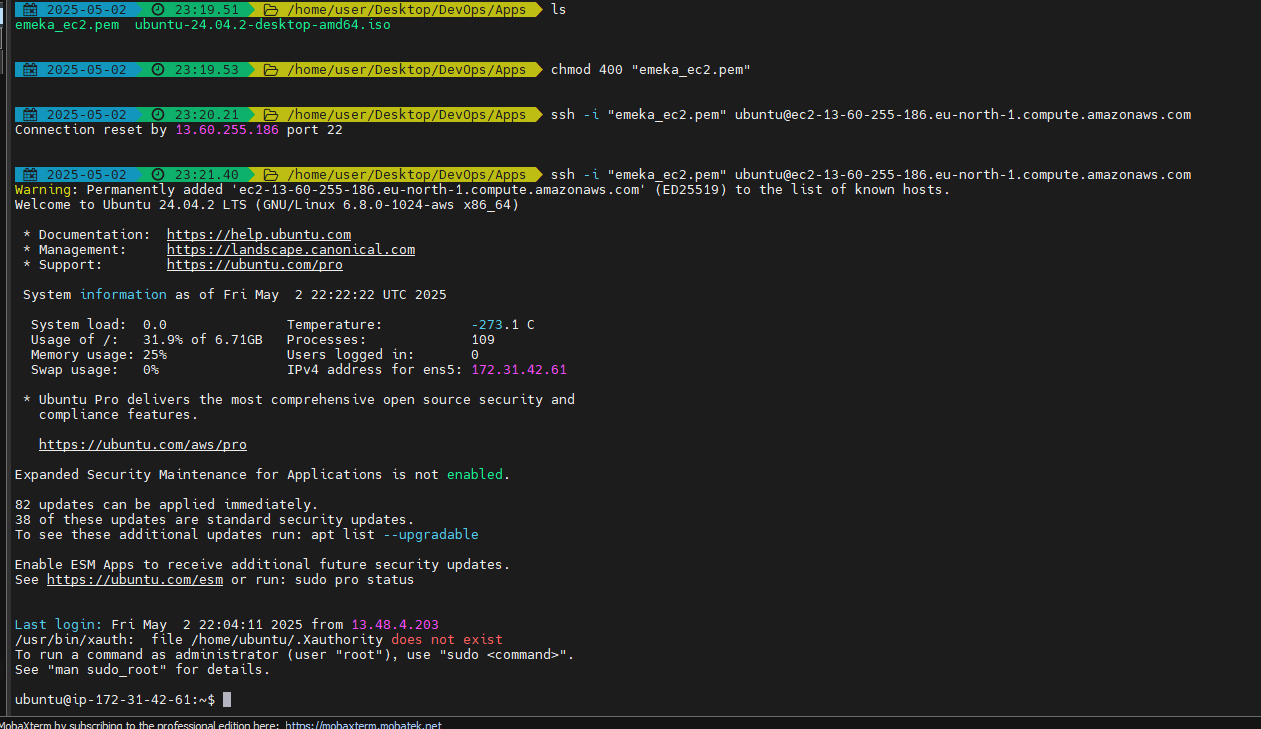 2025-05-02 23:19.51 /home/user/Desktop/DevOps/Apps ls
emeka_ec2.pem ubuntu-24.04.2-desktop-amd64.iso
2025-05-02 23:19.53 /home/user/Desktop/DevOps/Apps chmod 400 "emeka_ec2.pem"
2025-05-02 23:20.21 /home/user/Desktop/DevOps/Apps ssh -i "emeka_ec2.pem" ubuntu@ec2-13-60-255-186.eu-north-1.compute.amazonaws.com
Connection reset by 13.60.255.186 port 22
2025-05-02 23:21.40 /home/user/Desktop/DevOps/Apps ssh -i "emeka_ec2.pem" ubuntu@ec2-13-60-255-186.eu-north-1.compute.amazonaws.com
Warning: Permanently added 'ec2-13-60-255-186.eu-north-1.compute.amazonaws.com' (ED25519) to the list of known hosts.
Welcome to Ubuntu 24.04.2 LTS (GNU/Linux 6.8.0-1024-aws x86_64)
* Documentation: https://help.ubuntu.com
* Management: https://landscape.canonical.com
* Support: https://ubuntu.com/pro
System information as of Fri May 2 22:22:22 UTC 2025
System load: 0.0 Temperature: -273.1 C
Usage of /: 31.9% of 6.71GB Processes: 109
Memory usage: 25% Users logged in: 0
Swap usage: 0% IPv4 address for ens5: 172.31.42.61
* Ubuntu Pro delivers the most comprehensive open source security and
compliance features.
https://ubuntu.com/aws/pro
Expanded Security Maintenance for Applications is not enabled.
82 updates can be applied immediately.
38 of these updates are standard security updates.
To see these additional updates run: apt list --upgradable
Enable ESM Apps to receive additional future security updates.
See https://ubuntu.com/esm or run: sudo pro status
Last login: Fri May 2 22:04:11 2025 from 13.48.4.203
/usr/bin/xauth: file /home/ubuntu/.Xauthority does not exist
To run a command as administrator (user "root"), use "sudo <command>".
See "man sudo_root" for details.
ubuntu@ip-172-31-42-61:~$
MobaXterm by subscribing to the professional edition here: https://mobaxterm.mobatek.net